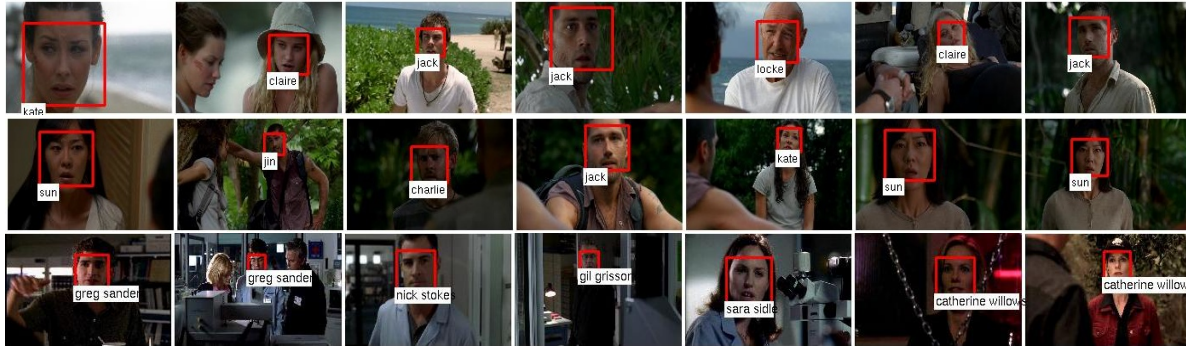 kate
claire
jack
jack
locke
claire
jack
sun
jin
charlie
jack
kate
sun
sun
greg sander
greg sander
nick stokes
gil grissom
sara sidle
catherine willows
catherine willows